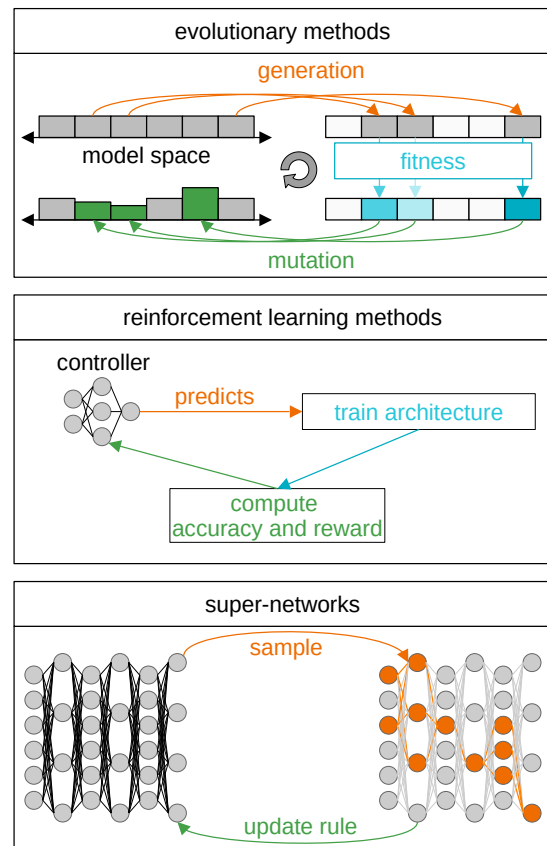 evolutionary methods
generation
model space
fitness
mutation
reinforcement learning methods
controller
predicts
train architecture
compute
accuracy and reward
super-networks
sample
update rule